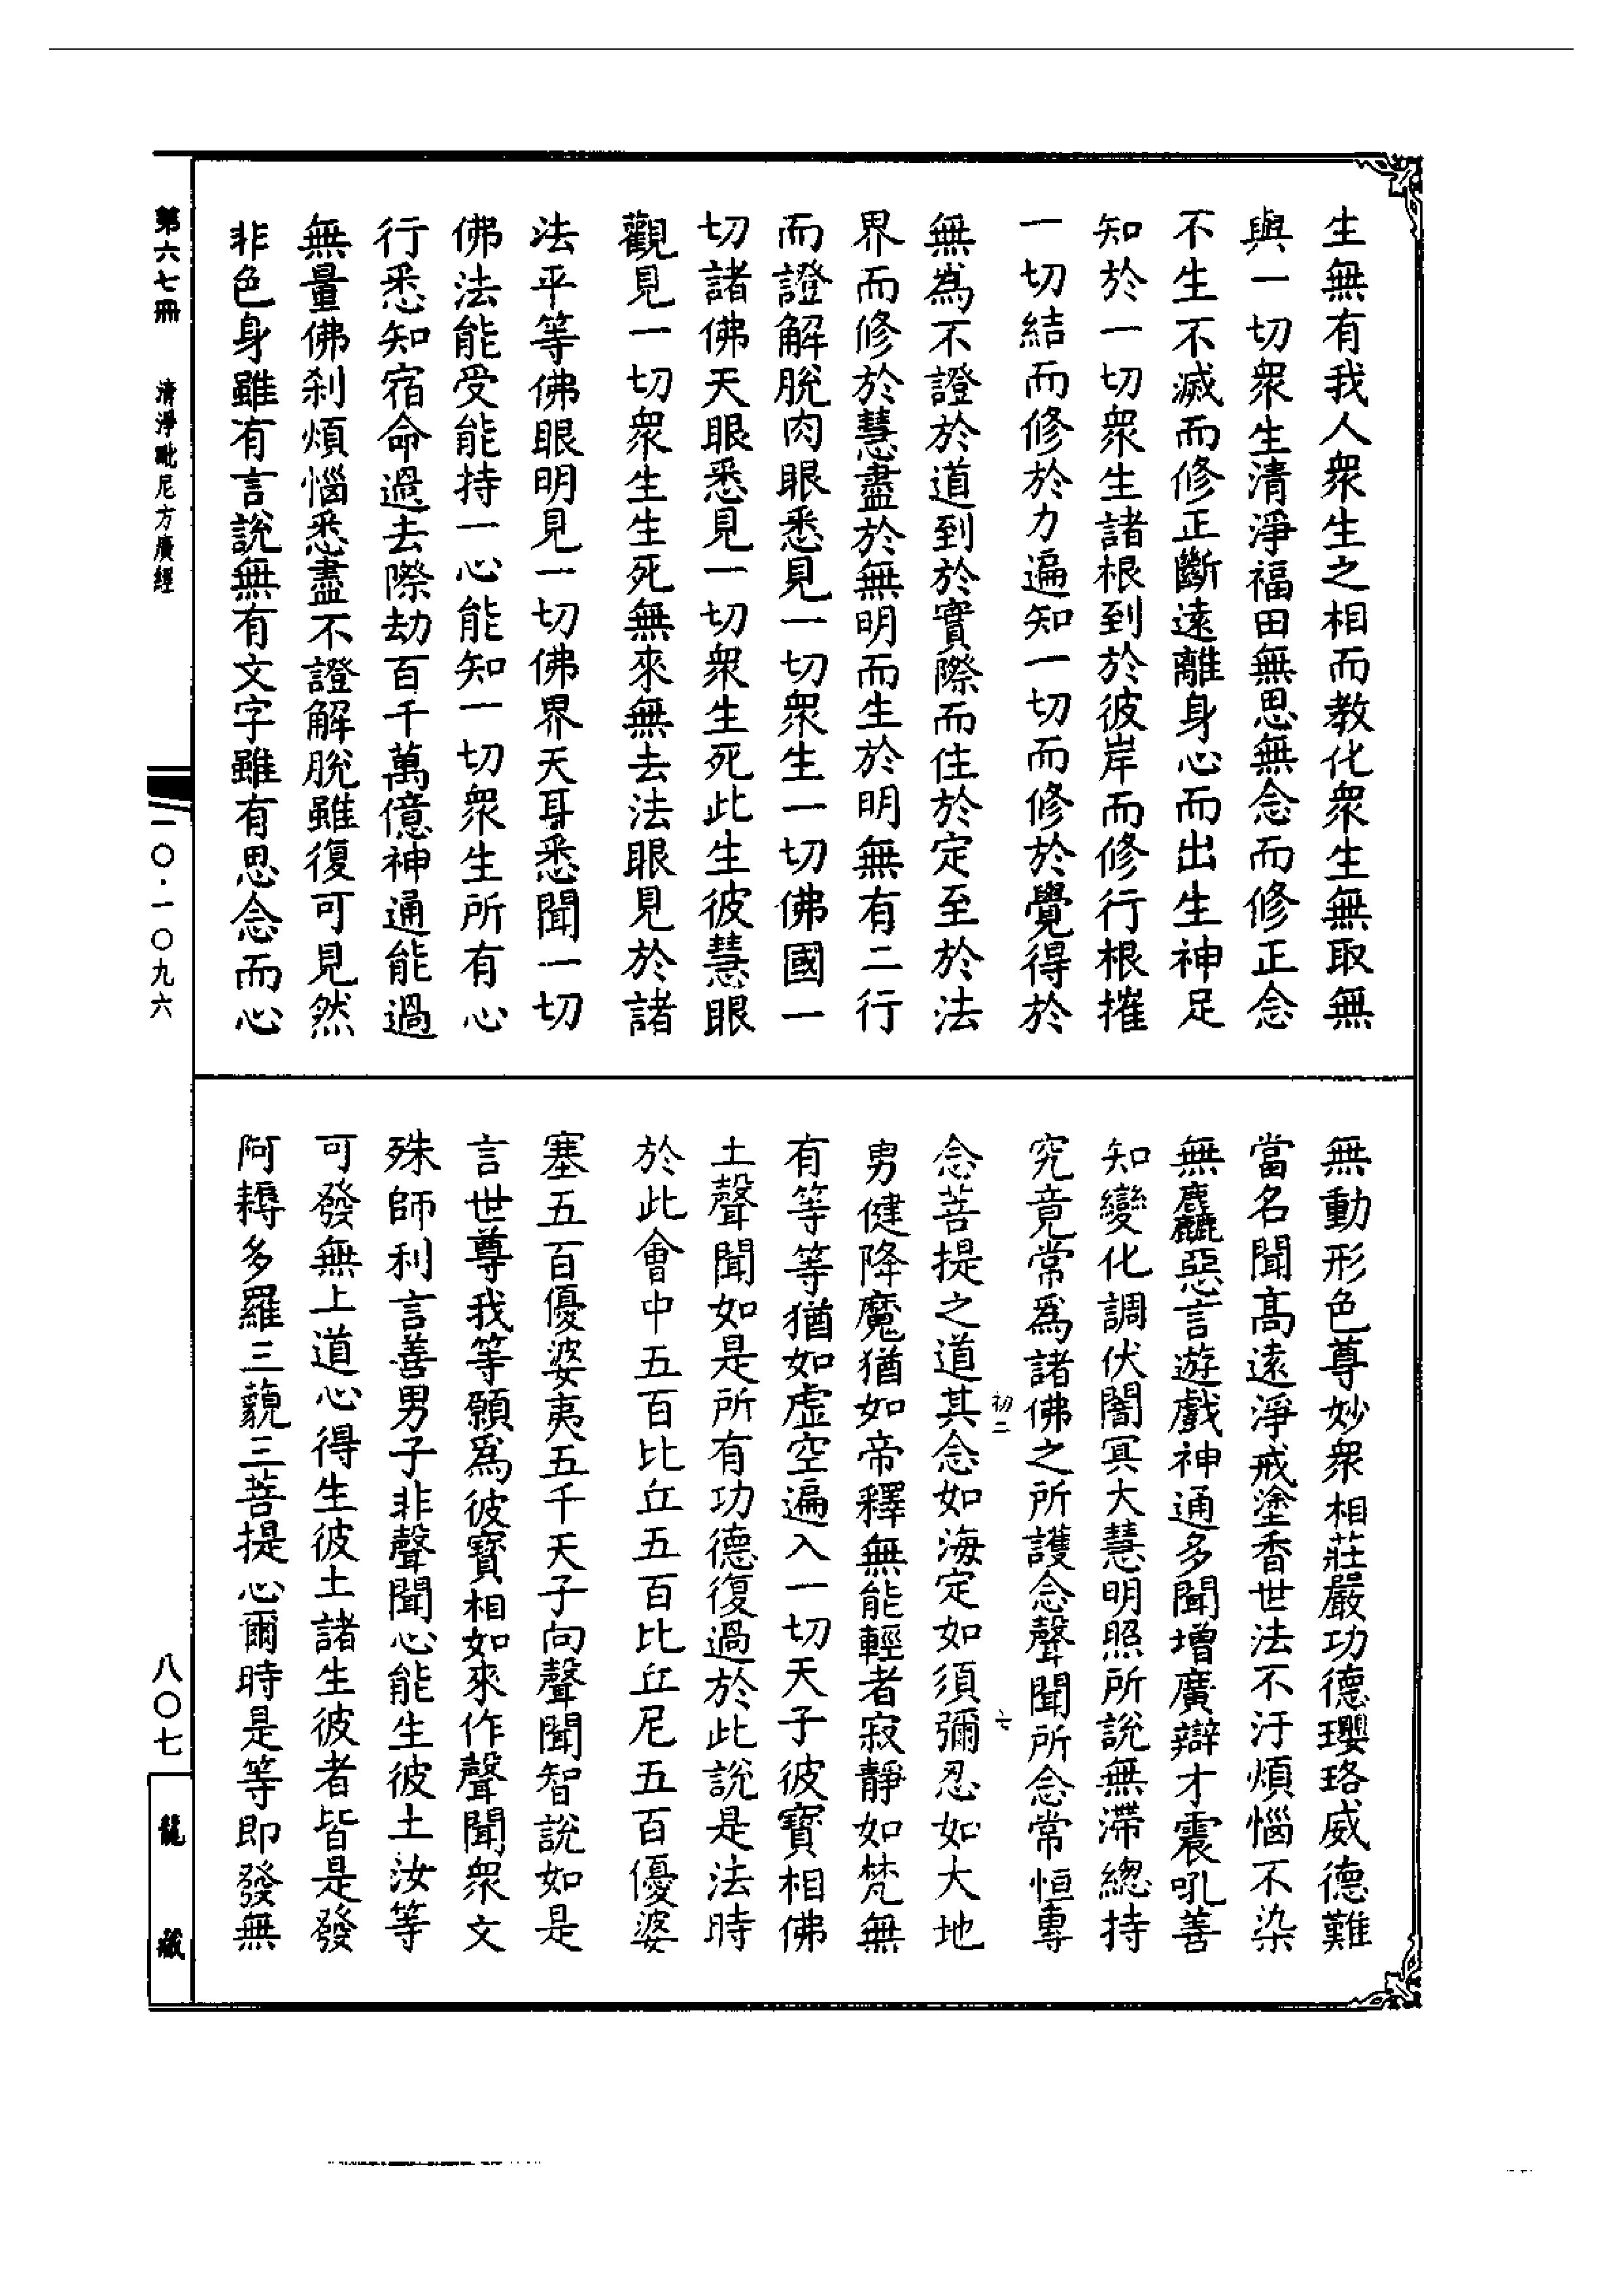 生無有我人衆生之相而教化衆生無取無
與一切衆生清淨福田無思無念而修正念
不生不滅而修正斷遠離身心而出生神足
知於一切衆生諸根到於彼岸而修行根摧
一切結而修於力遍知一切而修於覺得於
無爲不證於道到於實際而住於定至於法
界而修於慧盡於無明而生於明無有二行
而證解脫肉眼悉見一切衆生一切佛國一
切諸佛天眼悉見一切衆生死此生彼慧眼
觀見一切衆生生死無來無去法眼見於諸
法平等佛眼明見一切佛界天耳悉聞一切
佛法能受能持一心能知一切衆生所有心
行悉知宿命過去際劫百千萬億神通能過
無量佛刹煩惱悉盡不證解脫雖復可見然
非色身雖有言說無有文字雖有思念而心
無動形色尊妙衆相莊嚴功德瓔珞威德難
當名聞高遠淨戒塗香世法不汙煩惱不染
無麤惡言遊戲神通多聞增廣辯才震吼善
知變化調伏闇冥大慧明照所說無滯總持
究竟常爲諸佛之所護念聲聞所念常恒專
初二 六
念菩提之道其念如海定如須彌忍如大地
勇健降魔猶如帝釋無能輕者寂靜如梵無
有等等猶如虛空遍入一切天子彼寶相佛
土聲聞如是所有功德復過於此說是法時
於此會中五百比丘五百比丘尼五百優婆
塞五百優婆夷五千天子向聲聞智說如是
言世尊我等願爲彼寶相如來作聲聞衆文
殊師利言善男子非聲聞心能生彼土汝等
可發無上道心得生彼土諸生彼者皆是發
阿耨多羅三藐三菩提心爾時是等即發無
第六七冊 清淨毗尼方廣經
一〇·一〇九六
八〇七
龍藏